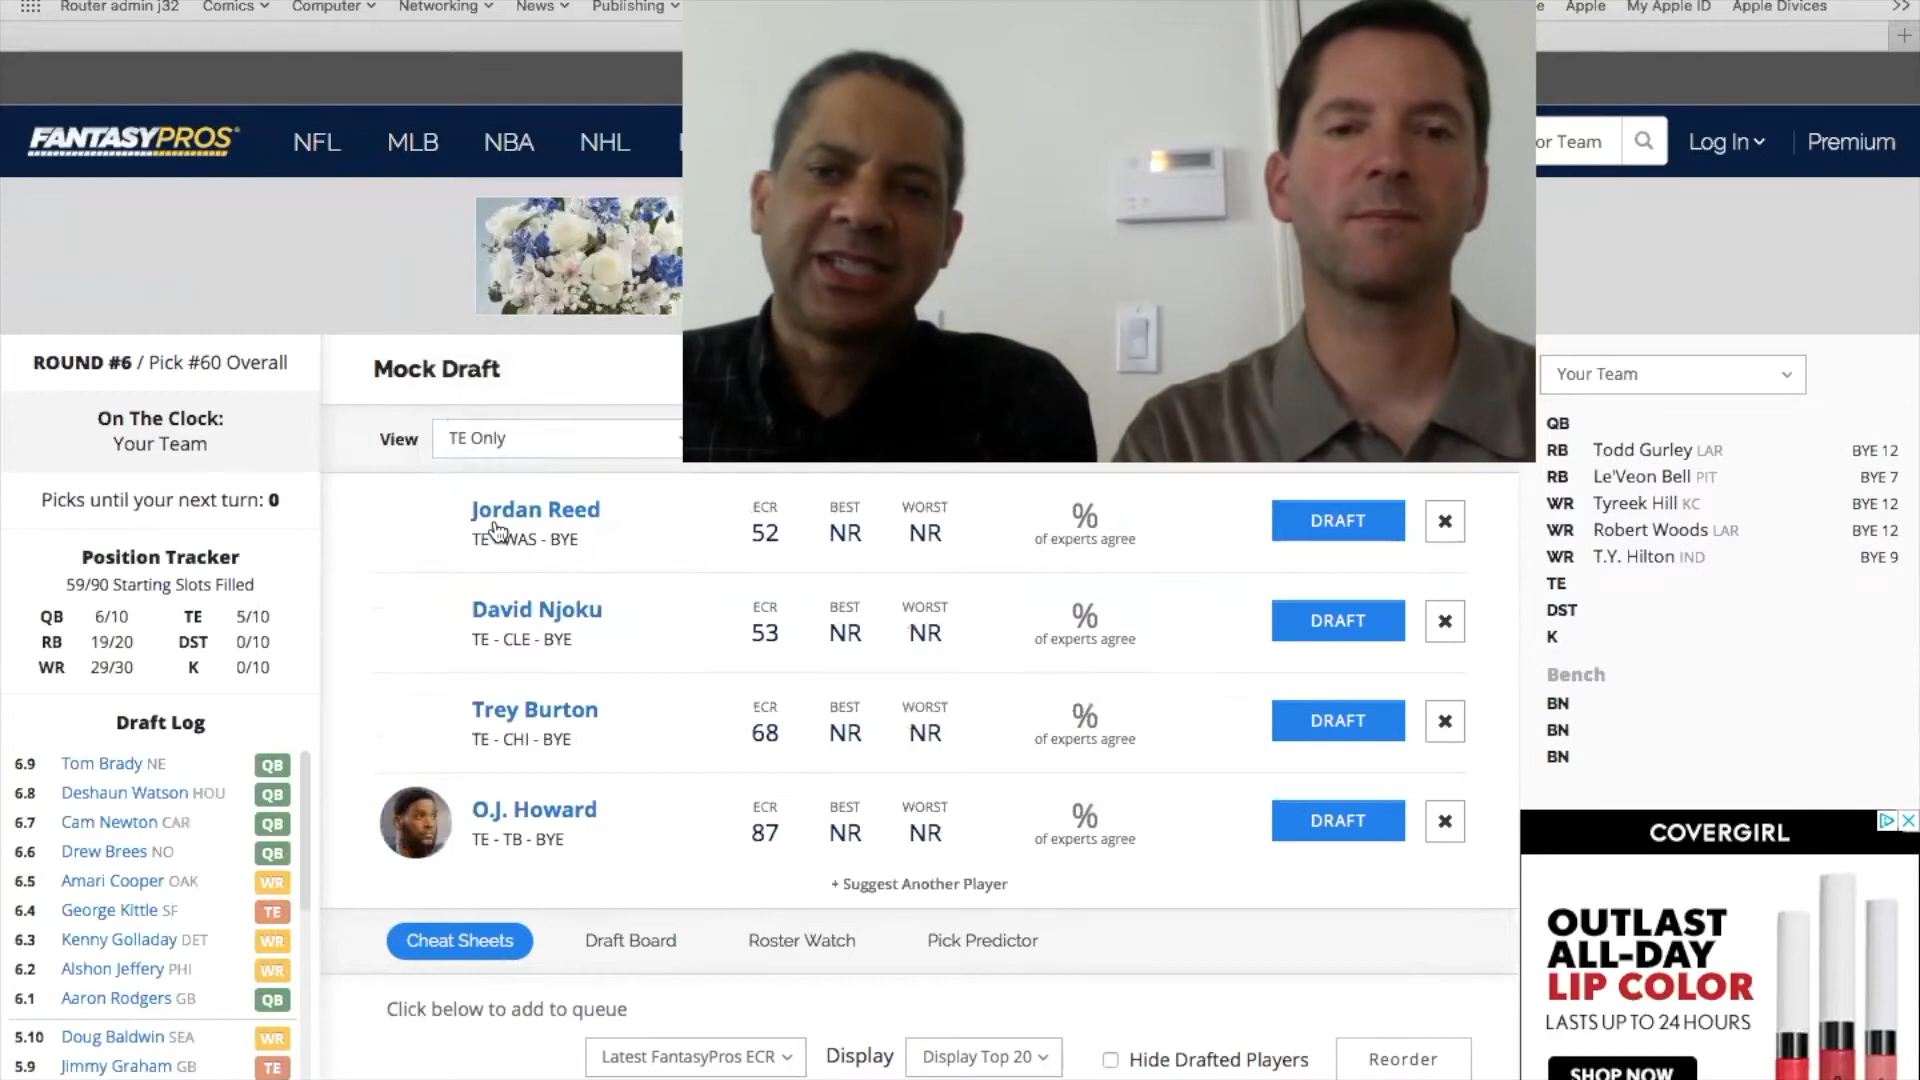 Router admin j32 Comics Computer Networking News Publishing
Apple My Apple ID Apple Divices >>
FANTASYPROS NFL MLB NBA NHL
or Team Log In Premium
ROUND #6 / Pick #60 Overall
On The Clock:
Your Team
Picks until your next turn: 0
Position Tracker
59/90 Starting Slots Filled
QB 6/10 TE 5/10
RB 19/20 DST 0/10
WR 29/30 K 0/10
Draft Log
6.9 Tom Brady NE QB
6.8 Deshaun Watson HOU QB
6.7 Cam Newton CAR QB
6.6 Drew Brees NO QB
6.5 Amari Cooper OAK WR
6.4 George Kittle SF TE
6.3 Kenny Golladay DET WR
6.2 Alshon Jeffery PHI WR
6.1 Aaron Rodgers GB QB
5.10 Doug Baldwin SEA WR
5.9 Jimmy Graham GB TE
Mock Draft
View TE Only
Jordan Reed
TE - WAS - BYE
ECR BEST WORST
52 NR NR
%
of experts agree
DRAFT
David Njoku
TE - CLE - BYE
ECR BEST WORST
53 NR NR
%
of experts agree
DRAFT
Trey Burton
TE - CHI - BYE
ECR BEST WORST
68 NR NR
%
of experts agree
DRAFT
O.J. Howard
TE - TB - BYE
ECR BEST WORST
87 NR NR
%
of experts agree
DRAFT
+ Suggest Another Player
Cheat Sheets Draft Board Roster Watch Pick Predictor
Click below to add to queue
Latest FantasyPros ECR Display Display Top 20 Hide Drafted Players Reorder
Your Team
QB
RB Todd Gurley LAR BYE 12
RB Le'Veon Bell PIT BYE 7
WR Tyreek Hill KC BYE 12
WR Robert Woods LAR BYE 12
WR T.Y. Hilton IND BYE 9
TE
DST
K
Bench
BN
BN
BN
COVERGIRL
OUTLAST
ALL-DAY
LIP COLOR
LASTS UP TO 24 HOURS
SHOP NOW